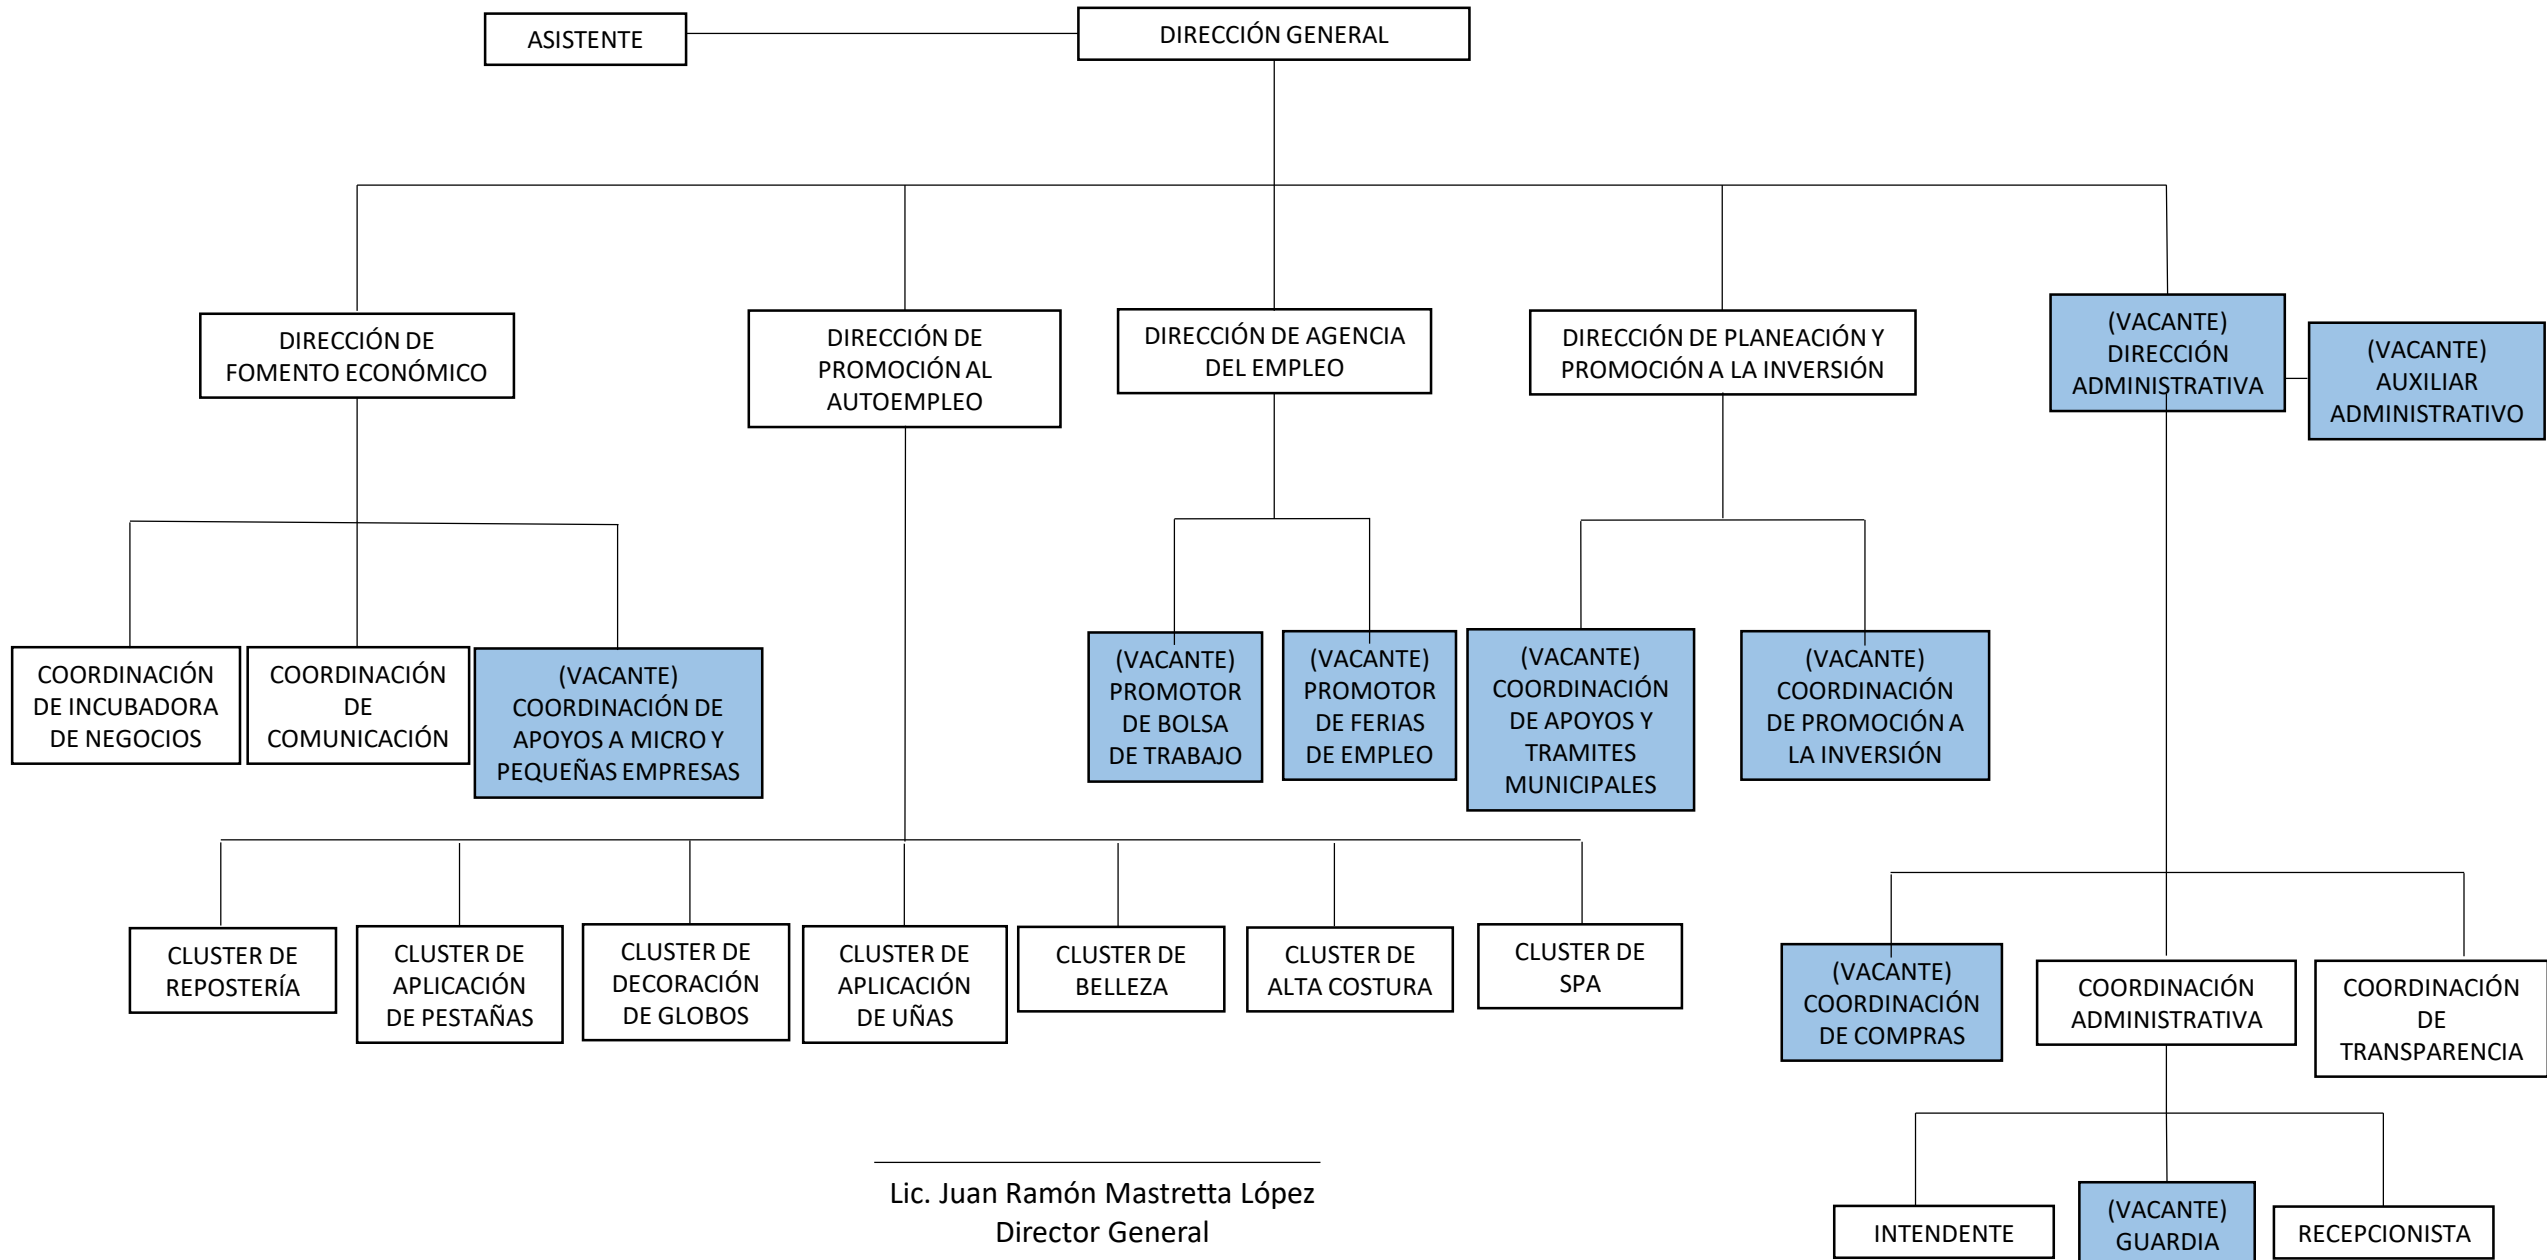 ASISTENTE
DIRECCIÓN GENERAL
DIRECCIÓN DE
FOMENTO ECONÓMICO
DIRECCIÓN DE
PROMOCIÓN AL
AUTOEMPLEO
DIRECCIÓN DE AGENCIA
DEL EMPLEO
DIRECCIÓN DE PLANEACIÓN Y
PROMOCIÓN A LA INVERSIÓN
(VACANTE)
DIRECCIÓN
ADMINISTRATIVA
(VACANTE)
AUXILIAR
ADMINISTRATIVO
COORDINACIÓN
DE INCUBADORA
DE NEGOCIOS
COORDINACIÓN
DE
COMUNICACIÓN
(VACANTE)
COORDINACIÓN DE
APOYOS A MICRO Y
PEQUEÑAS EMPRESAS
(VACANTE)
PROMOTOR
DE BOLSA
DE TRABAJO
(VACANTE)
PROMOTOR
DE FERIAS
DE EMPLEO
(VACANTE)
COORDINACIÓN
DE APOYOS Y
TRAMITES
MUNICIPALES
(VACANTE)
COORDINACIÓN
DE PROMOCIÓN A
LA INVERSIÓN
CLUSTER DE
REPOSTERÍA
CLUSTER DE
APLICACIÓN
DE PESTAÑAS
CLUSTER DE
DECORACIÓN
DE GLOBOS
CLUSTER DE
APLICACIÓN
DE UÑAS
CLUSTER DE
BELLEZA
CLUSTER DE
ALTA COSTURA
CLUSTER DE
SPA
(VACANTE)
COORDINACIÓN
DE COMPRAS
COORDINACIÓN
ADMINISTRATIVA
COORDINACIÓN
DE
TRANSPARENCIA
INTENDENTE
(VACANTE)
GUARDIA
RECEPCIONISTA
Lic. Juan Ramón Mastretta López
Director General